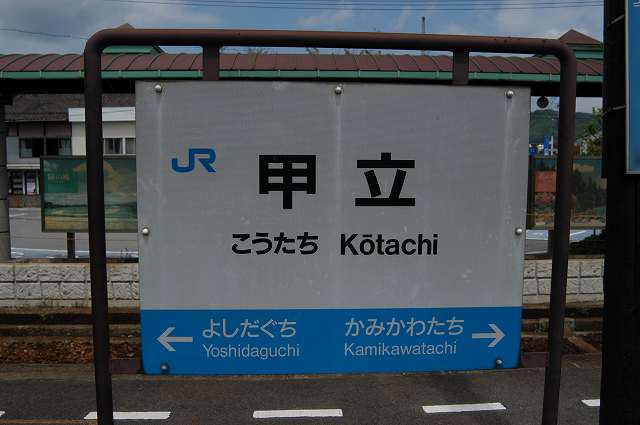 JR
甲立
こうたち Kōtachi
← よしだぐち かみかわたち →
Yoshidaguchi Kamikawatachi